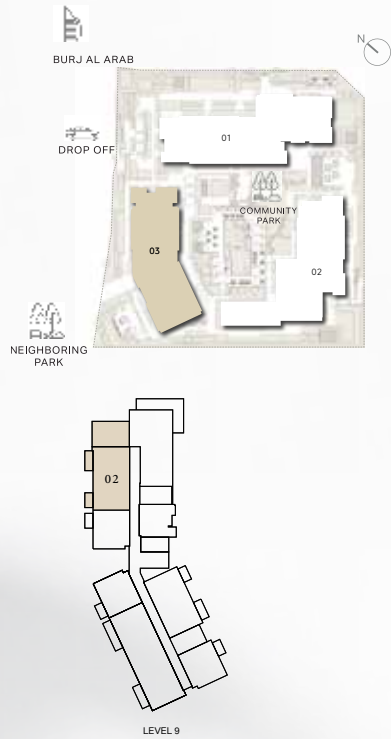 BURJ AL ARAB
N
DROP OFF
01
COMMUNITY
PARK
03
02
NEIGHBORING
PARK
02
LEVEL 9